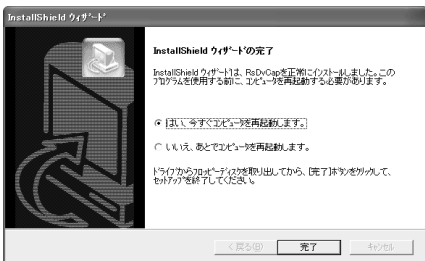 InstallShield ｳｨｻﾞｰﾄﾞ
InstallShield ｳｨｻﾞｰﾄﾞの完了
InstallShield ｳｨｻﾞｰﾄﾞは、RsDvCapを正常にｲﾝｽﾄｰﾙしました。この
ﾌﾟﾛｸﾞﾗﾑを使用する前に、ｺﾝﾋﾟｭｰﾀを再起動する必要があります。
はい、今すぐｺﾝﾋﾟｭｰﾀを再起動します。
いいえ、あとでｺﾝﾋﾟｭｰﾀを再起動します。
ﾄﾞﾗｲﾌﾞからﾌﾛｯﾋﾟｰﾃﾞｨｽｸを取り出してから、[完了]ﾎﾞﾀﾝをｸﾘｯｸして、
ｾｯﾄｱｯﾌﾟを終了してください。
< 戻る(B) 完了 ｷｬﾝｾﾙ